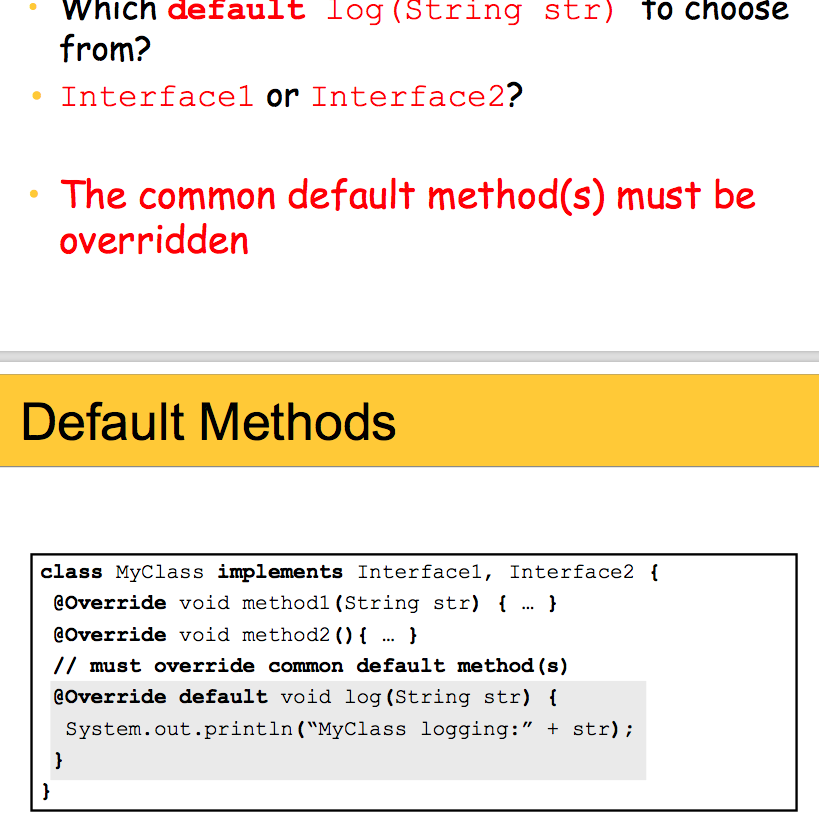 • Which default log(String str) to choose
from?
• Interface1 or Interface2?
• The common default method(s) must be
overridden
Default Methods
class MyClass implements Interface1, Interface2 {
@Override void method1(String str) { … }
@Override void method2(){ … }
// must override common default method(s)
@Override default void log(String str) {
System.out.println(“MyClass logging:” + str);
}
}